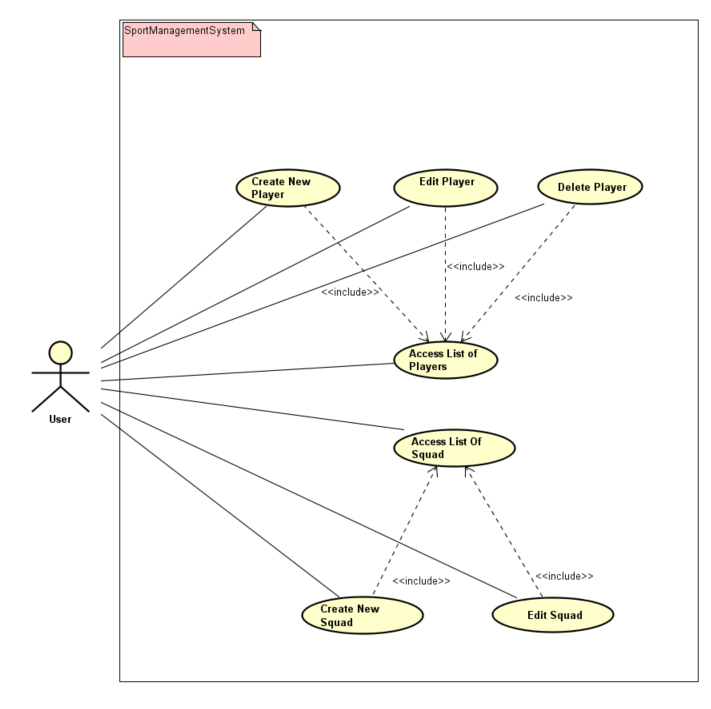 SportManagementSystem
Create New
Player
Edit Player
Delete Player
<<include>>
<<include>>
<<include>>
Access List of
Players
User
Access List Of
Squad
<<include>>
<<include>>
Create New
Squad
Edit Squad